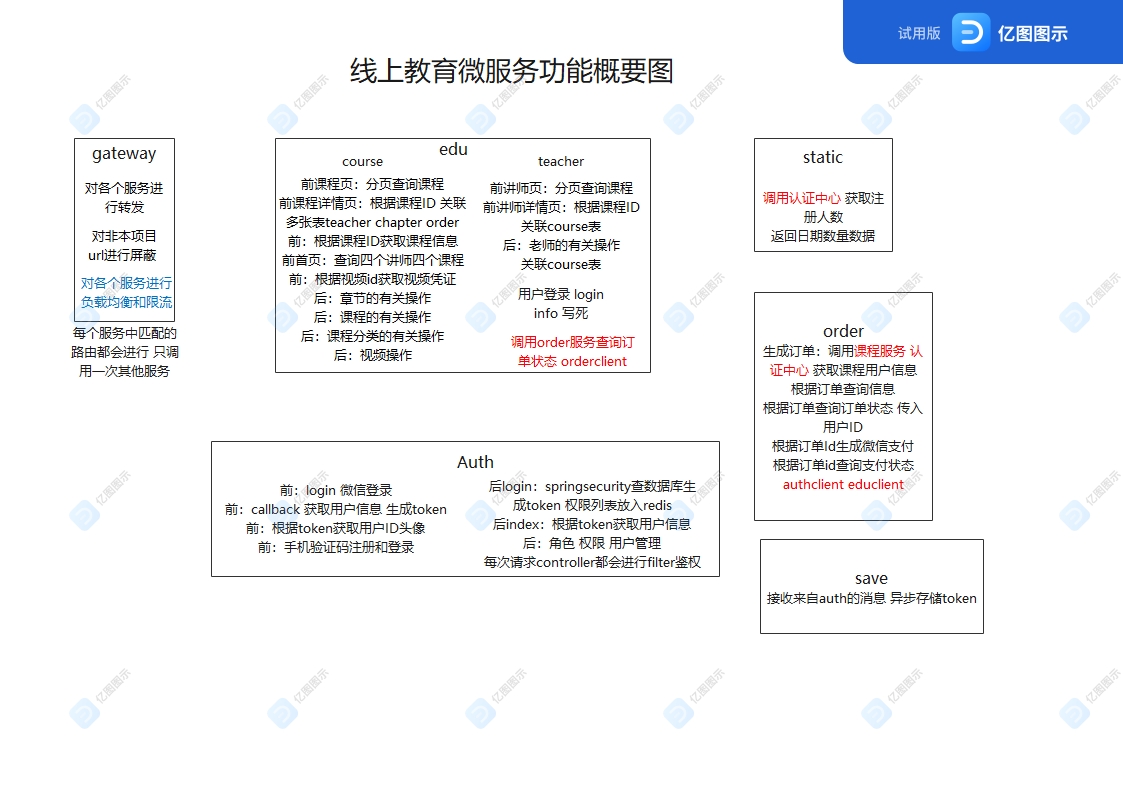 试用版 亿图图示
线上教育微服务功能概要图
gateway
对各个服务进
行转发
对非本项目
url进行屏蔽
对各个服务进行
负载均衡和限流
每个服务中匹配的
路由都会进行 只调
用一次其他服务
edu
course
前课程页：分页查询课程
前课程详情页：根据课程ID 关联
多张表teacher chapter order
前：根据课程ID获取课程信息
前首页：查询四个讲师四个课程
前：根据视频id获取视频凭证
后：章节的有关操作
后：课程的有关操作
后：课程分类的有关操作
后：视频操作
teacher
前讲师页：分页查询课程
前讲师详情页：根据课程ID
关联course表
后：老师的有关操作
关联course表
用户登录 login
info 写死
调用order服务查询订
单状态 orderclient
static
调用认证中心 获取注
册人数
返回日期数量数据
order
生成订单：调用课程服务 认
证中心 获取课程用户信息
根据订单查询信息
根据订单查询订单状态 传入
用户ID
根据订单Id生成微信支付
根据订单id查询支付状态
authclient educlient
Auth
前：login 微信登录
前：callback 获取用户信息 生成token
前：根据token获取用户ID头像
前：手机验证码注册和登录
后login：springsecurity查数据库生
成token 权限列表放入redis
后index：根据token获取用户信息
后：角色 权限 用户管理
每次请求controller都会进行filter鉴权
save
接收来自auth的消息 异步存储token